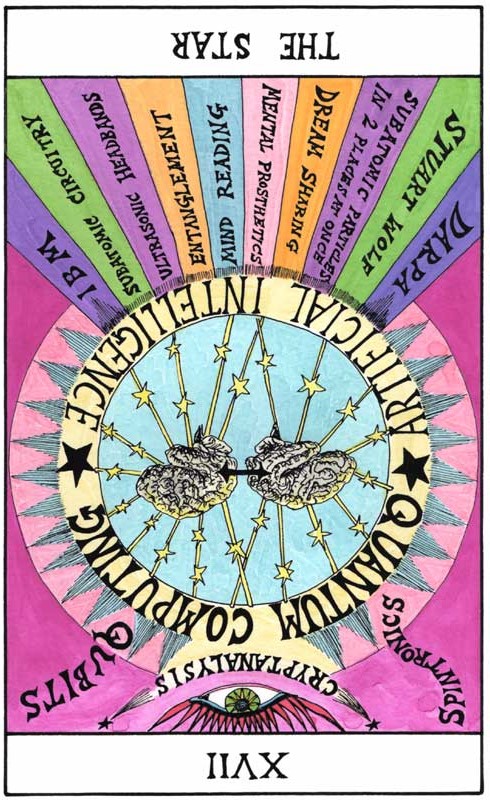 THE STAR
IBM
SUBATOMIC CIRCUITRY
ULTRASONIC HEADBANDS
ENTANGLEMENT
MIND READING
MENTAL PROSTHETICS
DREAM SHARING
SUBATOMIC PARTICLES
IN 2 PLACES AT ONCE
STUART WOLF
DARPA
ARTIFICIAL INTELLIGENCE
QUANTUM COMPUTING
QUBITS
CRYPTANALYSIS
SPINTRONICS
XVII